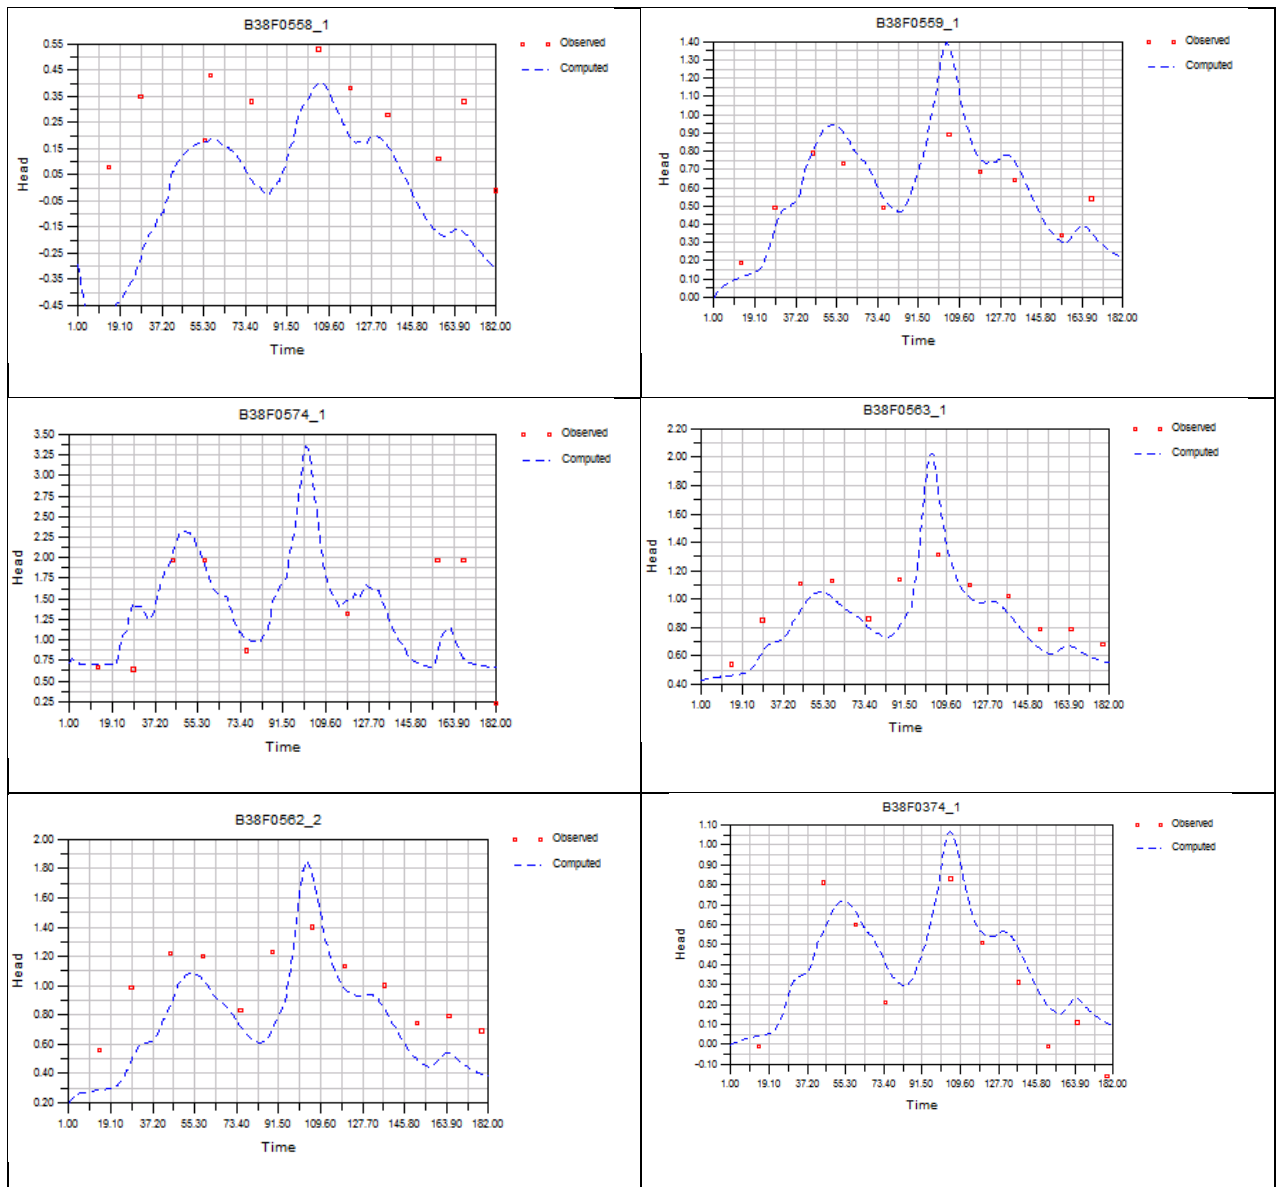 B38F0558_1
Observed
Computed
0.55
0.45
0.35
0.25
0.15
0.05
-0.05
-0.15
-0.25
-0.35
-0.45
Head
1.00 19.10 37.20 55.30 73.40 91.50 109.60 127.70 145.80 163.90 182.00
Time
B38F0559_1
Observed
Computed
1.40
1.30
1.20
1.10
1.00
0.90
0.80
0.70
0.60
0.50
0.40
0.30
0.20
0.10
0.00
Head
1.00 19.10 37.20 55.30 73.40 91.50 109.60 127.70 145.80 163.90 182.00
Time
B38F0574_1
Observed
Computed
3.50
3.25
3.00
2.75
2.50
2.25
2.00
1.75
1.50
1.25
1.00
0.75
0.50
0.25
Head
1.00 19.10 37.20 55.30 73.40 91.50 109.60 127.70 145.80 163.90 182.00
Time
B38F0563_1
Observed
Computed
2.20
2.00
1.80
1.60
1.40
1.20
1.00
0.80
0.60
0.40
Head
1.00 19.10 37.20 55.30 73.40 91.50 109.60 127.70 145.80 163.90 182.00
Time
B38F0562_2
Observed
Computed
2.00
1.80
1.60
1.40
1.20
1.00
0.80
0.60
0.40
0.20
Head
1.00 19.10 37.20 55.30 73.40 91.50 109.60 127.70 145.80 163.90 182.00
Time
B38F0374_1
Observed
Computed
1.10
1.00
0.90
0.80
0.70
0.60
0.50
0.40
0.30
0.20
0.10
0.00
-0.10
Head
1.00 19.10 37.20 55.30 73.40 91.50 109.60 127.70 145.80 163.90 182.00
Time